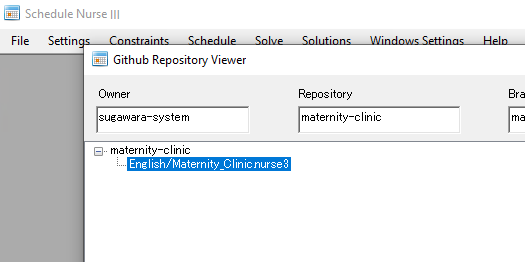 Schedule Nurse |||
File Settings Constraints Schedule Solve Solutions Windows Settings Help
Github Repository Viewer
Owner Repository Bra
sugawara-system maternity-clinic ma
maternity-clinic
English/Maternity_Clinic.nurse3